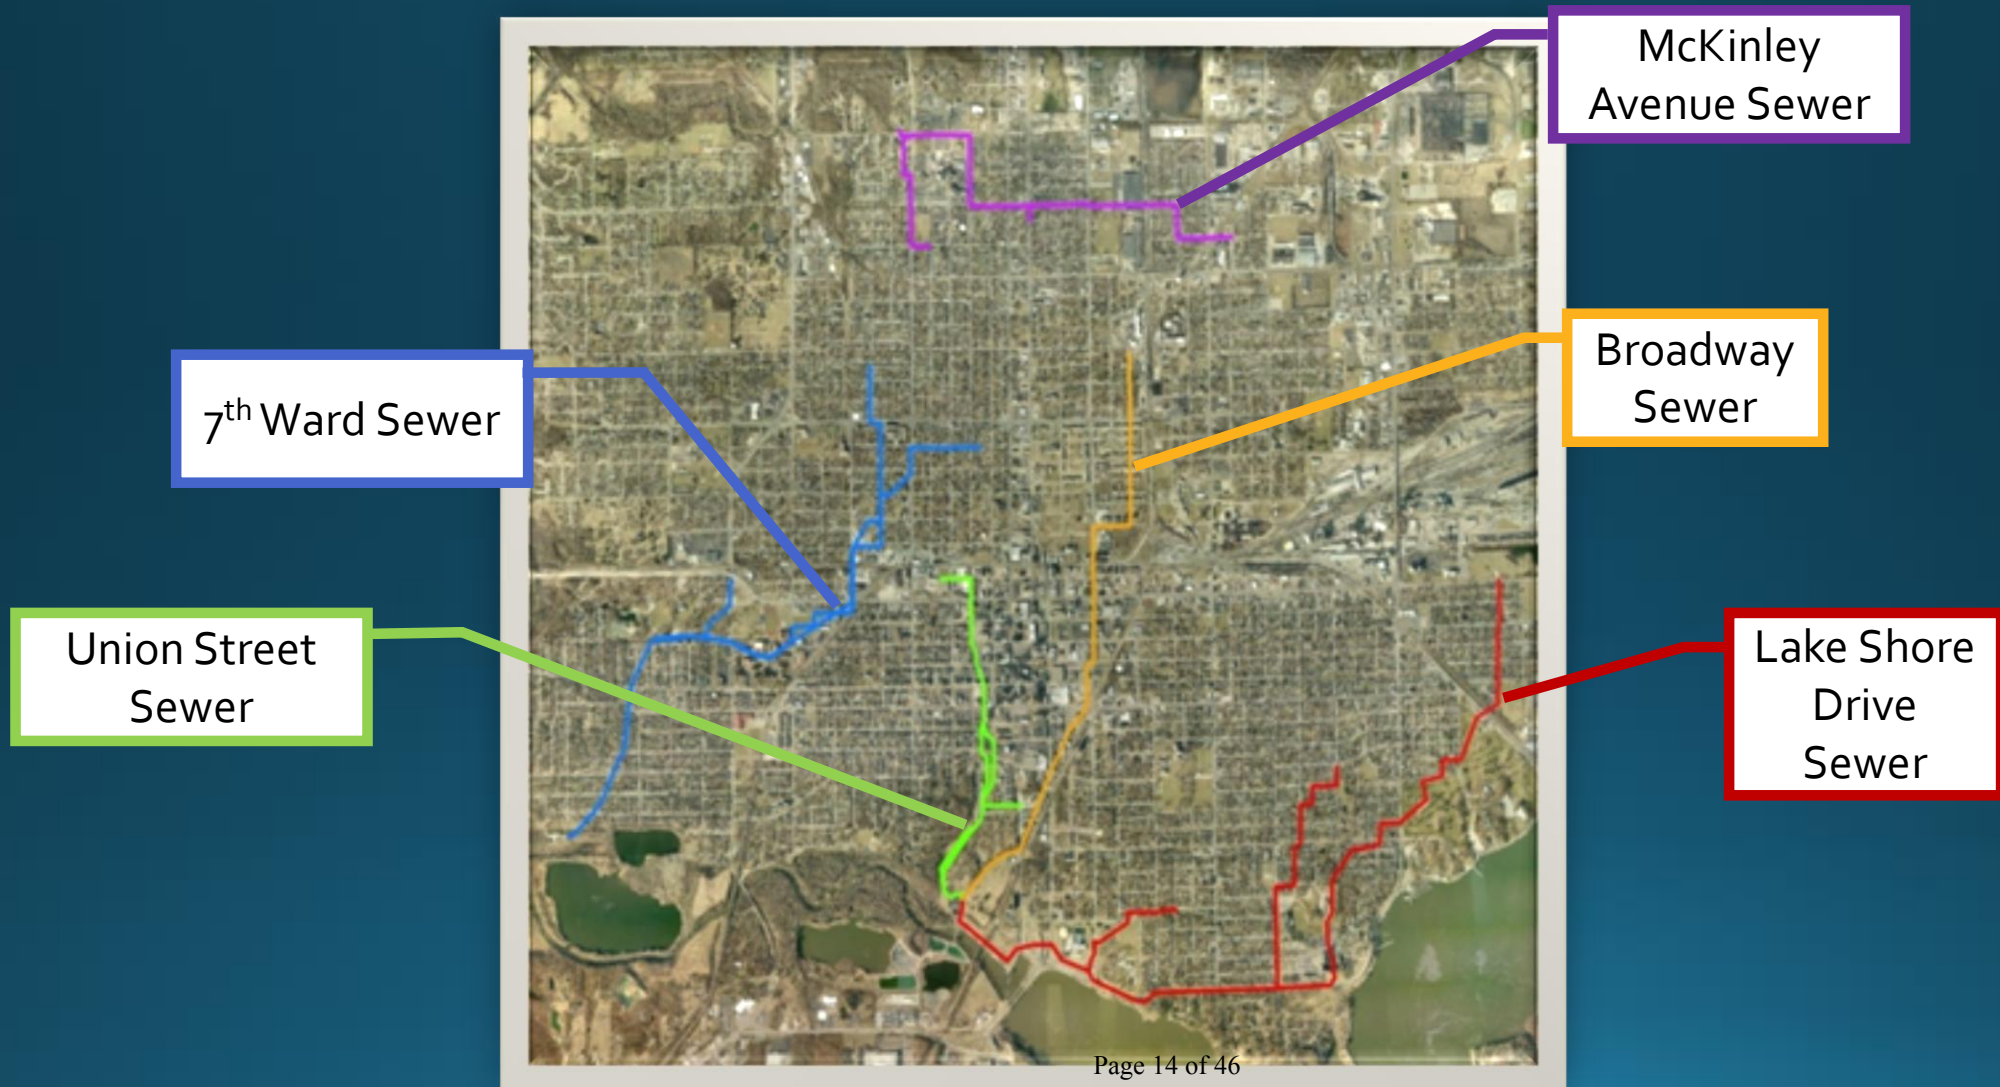 McKinley
Avenue Sewer
Broadway
Sewer
7th Ward Sewer
Union Street
Sewer
Lake Shore
Drive
Sewer
Page 14 of 46